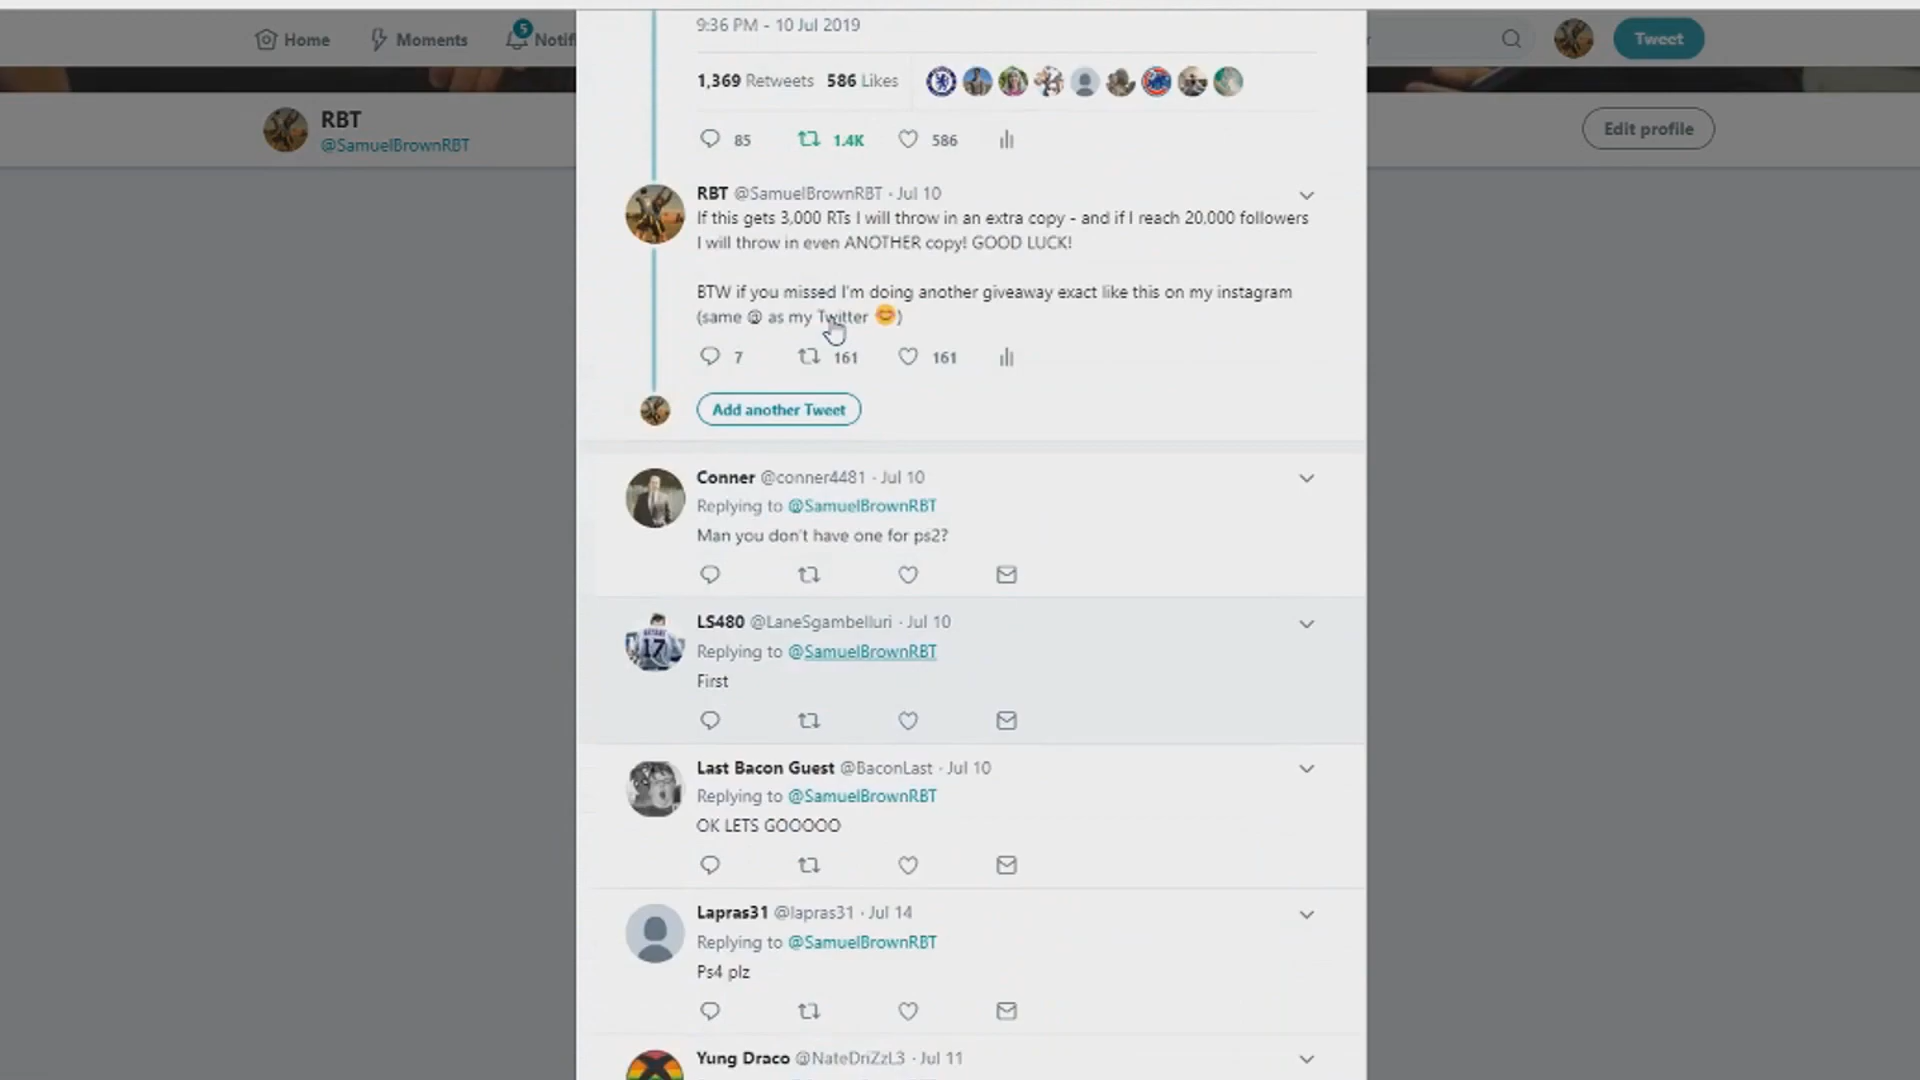 Home
Moments
5
Notifi
r
Tweet
RBT
@SamuelBrownRBT
Edit profile
9:36 PM - 10 Jul 2019
1,369 Retweets 586 Likes
85 1.4K 586
RBT @SamuelBrownRBT · Jul 10
If this gets 3,000 RTs I will throw in an extra copy - and if I reach 20,000 followers
I will throw in even ANOTHER copy! GOOD LUCK!
BTW if you missed I'm doing another giveaway exact like this on my instagram
(same @ as my Twitter 😊)
7 161 161
Add another Tweet
Conner @conner4481 · Jul 10
Replying to @SamuelBrownRBT
Man you don't have one for ps2?
LS480 @LaneSgambelluri · Jul 10
Replying to @SamuelBrownRBT
First
17
Last Bacon Guest @BaconLast · Jul 10
Replying to @SamuelBrownRBT
OK LETS GOOOOO
Lapras31 @lapras31 · Jul 14
Replying to @SamuelBrownRBT
Ps4 plz
Yung Draco @NateDriZzL3 · Jul 11